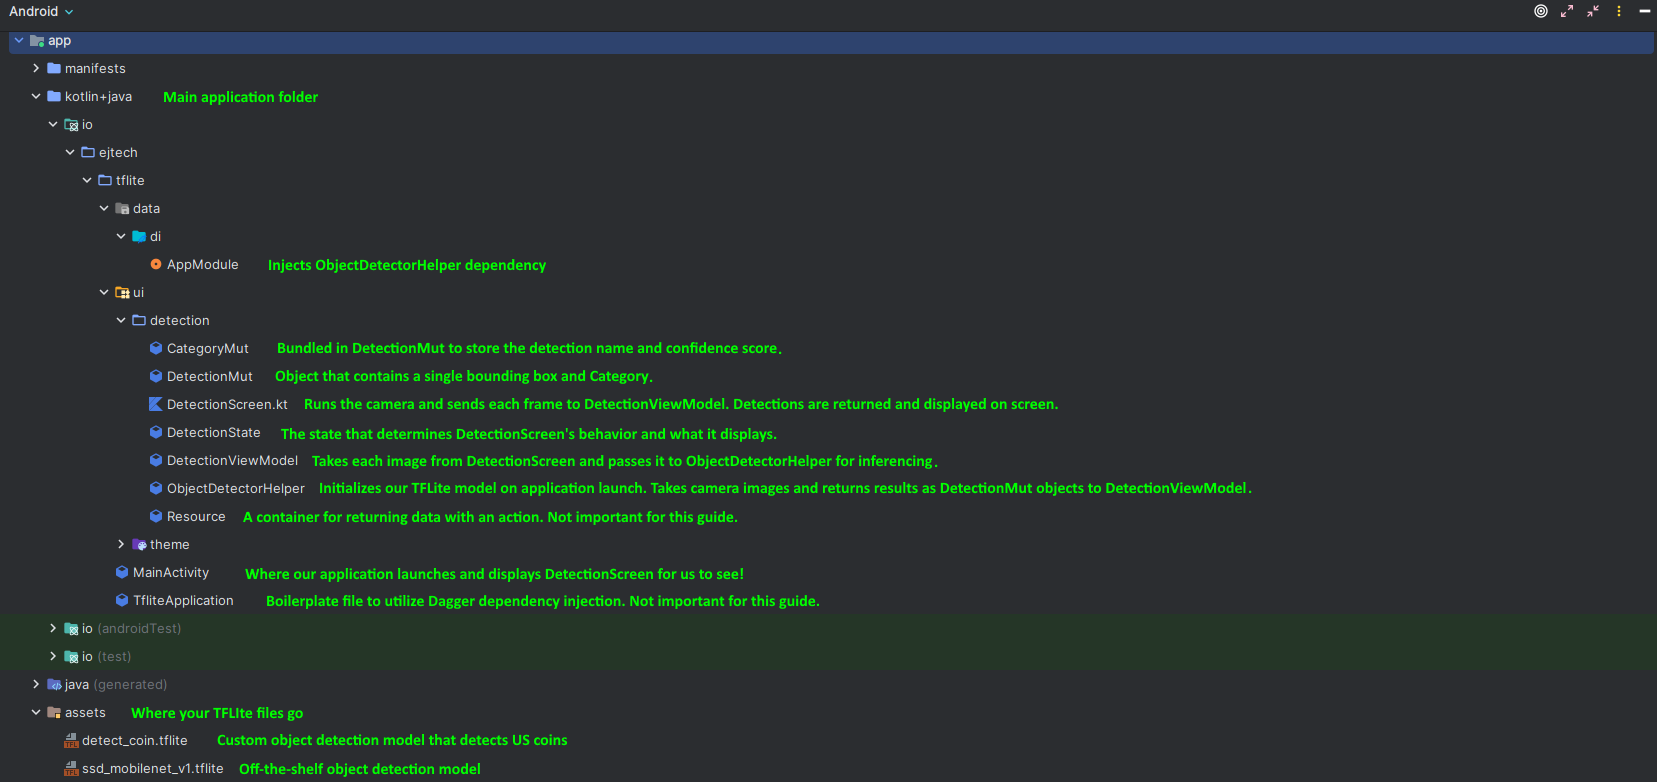 Android
app
manifests
kotlin+java Main application folder
io
ejtech
tflite
data
di
AppModule Injects ObjectDetectorHelper dependency
ui
detection
CategoryMut Bundled in DetectionMut to store the detection name and confidence score.
DetectionMut Object that contains a single bounding box and Category.
DetectionScreen.kt Runs the camera and sends each frame to DetectionViewModel. Detections are returned and displayed on screen.
DetectionState The state that determines DetectionScreen's behavior and what it displays.
DetectionViewModel Takes each image from DetectionScreen and passes it to ObjectDetectorHelper for inferencing.
ObjectDetectorHelper Initializes our TFLite model on application launch. Takes camera images and returns results as DetectionMut objects to DetectionViewModel.
Resource A container for returning data with an action. Not important for this guide.
theme
MainActivity Where our application launches and displays DetectionScreen for us to see!
TfliteApplication Boilerplate file to utilize Dagger dependency injection. Not important for this guide.
io (androidTest)
io (test)
java (generated)
assets Where your TFLIte files go
TFL detect_coin.tflite Custom object detection model that detects US coins
TFL ssd_mobilenet_v1.tflite Off-the-shelf object detection model